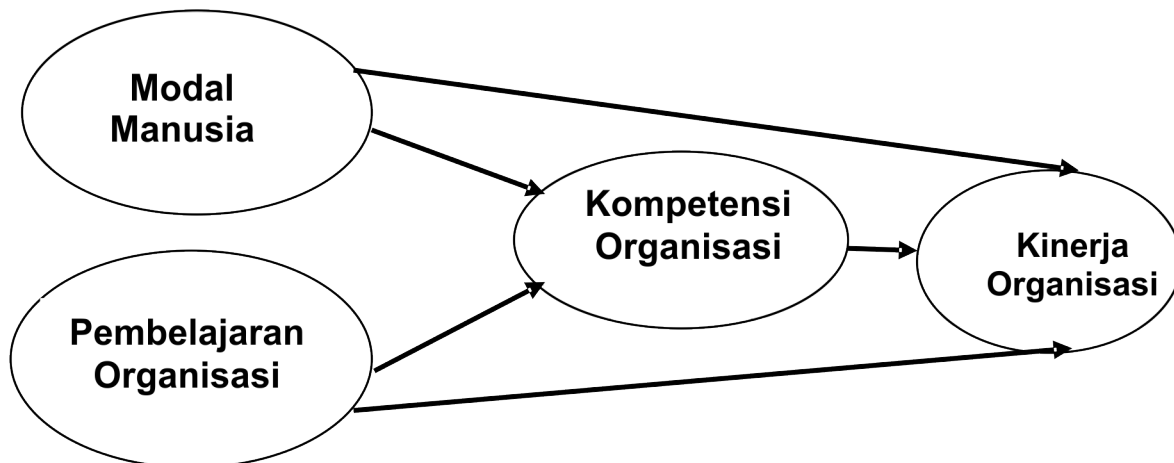 Modal
Manusia
Kompetensi
Organisasi
Kinerja
Organisasi
Pembelajaran
Organisasi